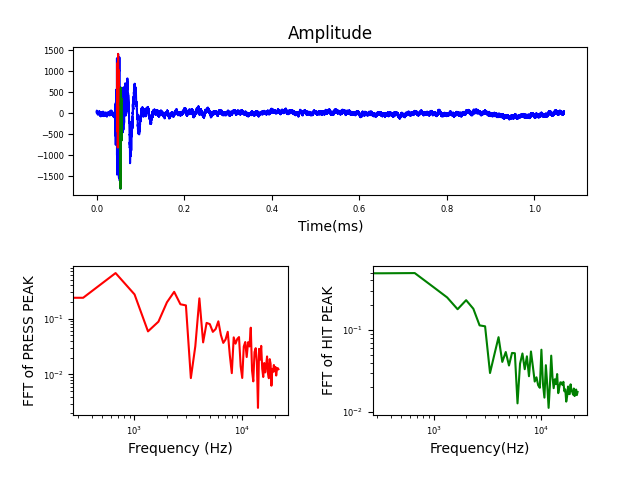 Amplitude
1500
1000
500
0
−500
−1000
−1500
0.0 0.2 0.4 0.6 0.8 1.0
Time(ms)
FFT of PRESS PEAK
10⁻¹
10⁻²
10³ 10⁴
Frequency (Hz)
FFT of HIT PEAK
10⁻¹
10⁻²
10³ 10⁴
Frequency(Hz)